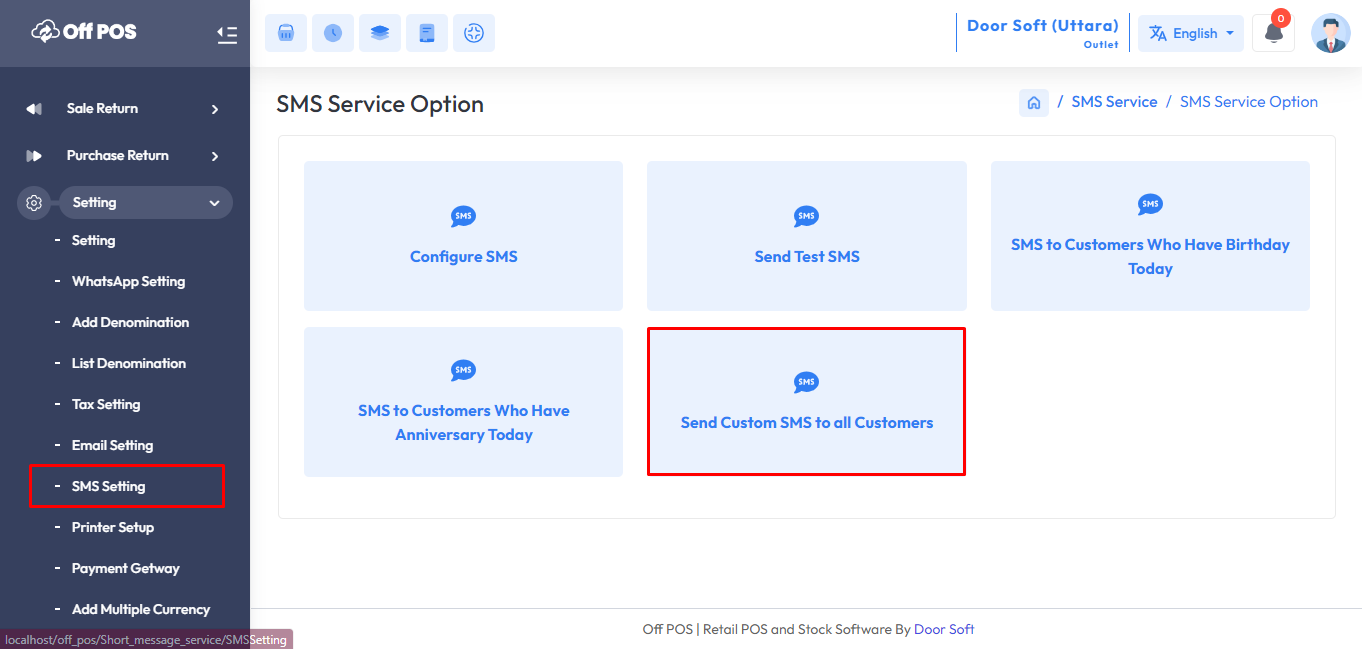 Off POS
Door Soft (Uttara)
Outlet
English
0
Sale Return
Purchase Return
Setting
- Setting
- WhatsApp Setting
- Add Denomination
- List Denomination
- Tax Setting
- Email Setting
- SMS Setting
- Printer Setup
- Payment Getway
- Add Multiple Currency
localhost/off_pos/Short_message_service/SMSSetting
SMS Service Option
/ SMS Service / SMS Service Option
SMS
Configure SMS
SMS
Send Test SMS
SMS
SMS to Customers Who Have Birthday
Today
SMS
SMS to Customers Who Have
Anniversary Today
SMS
Send Custom SMS to all Customers
Off POS | Retail POS and Stock Software By Door Soft